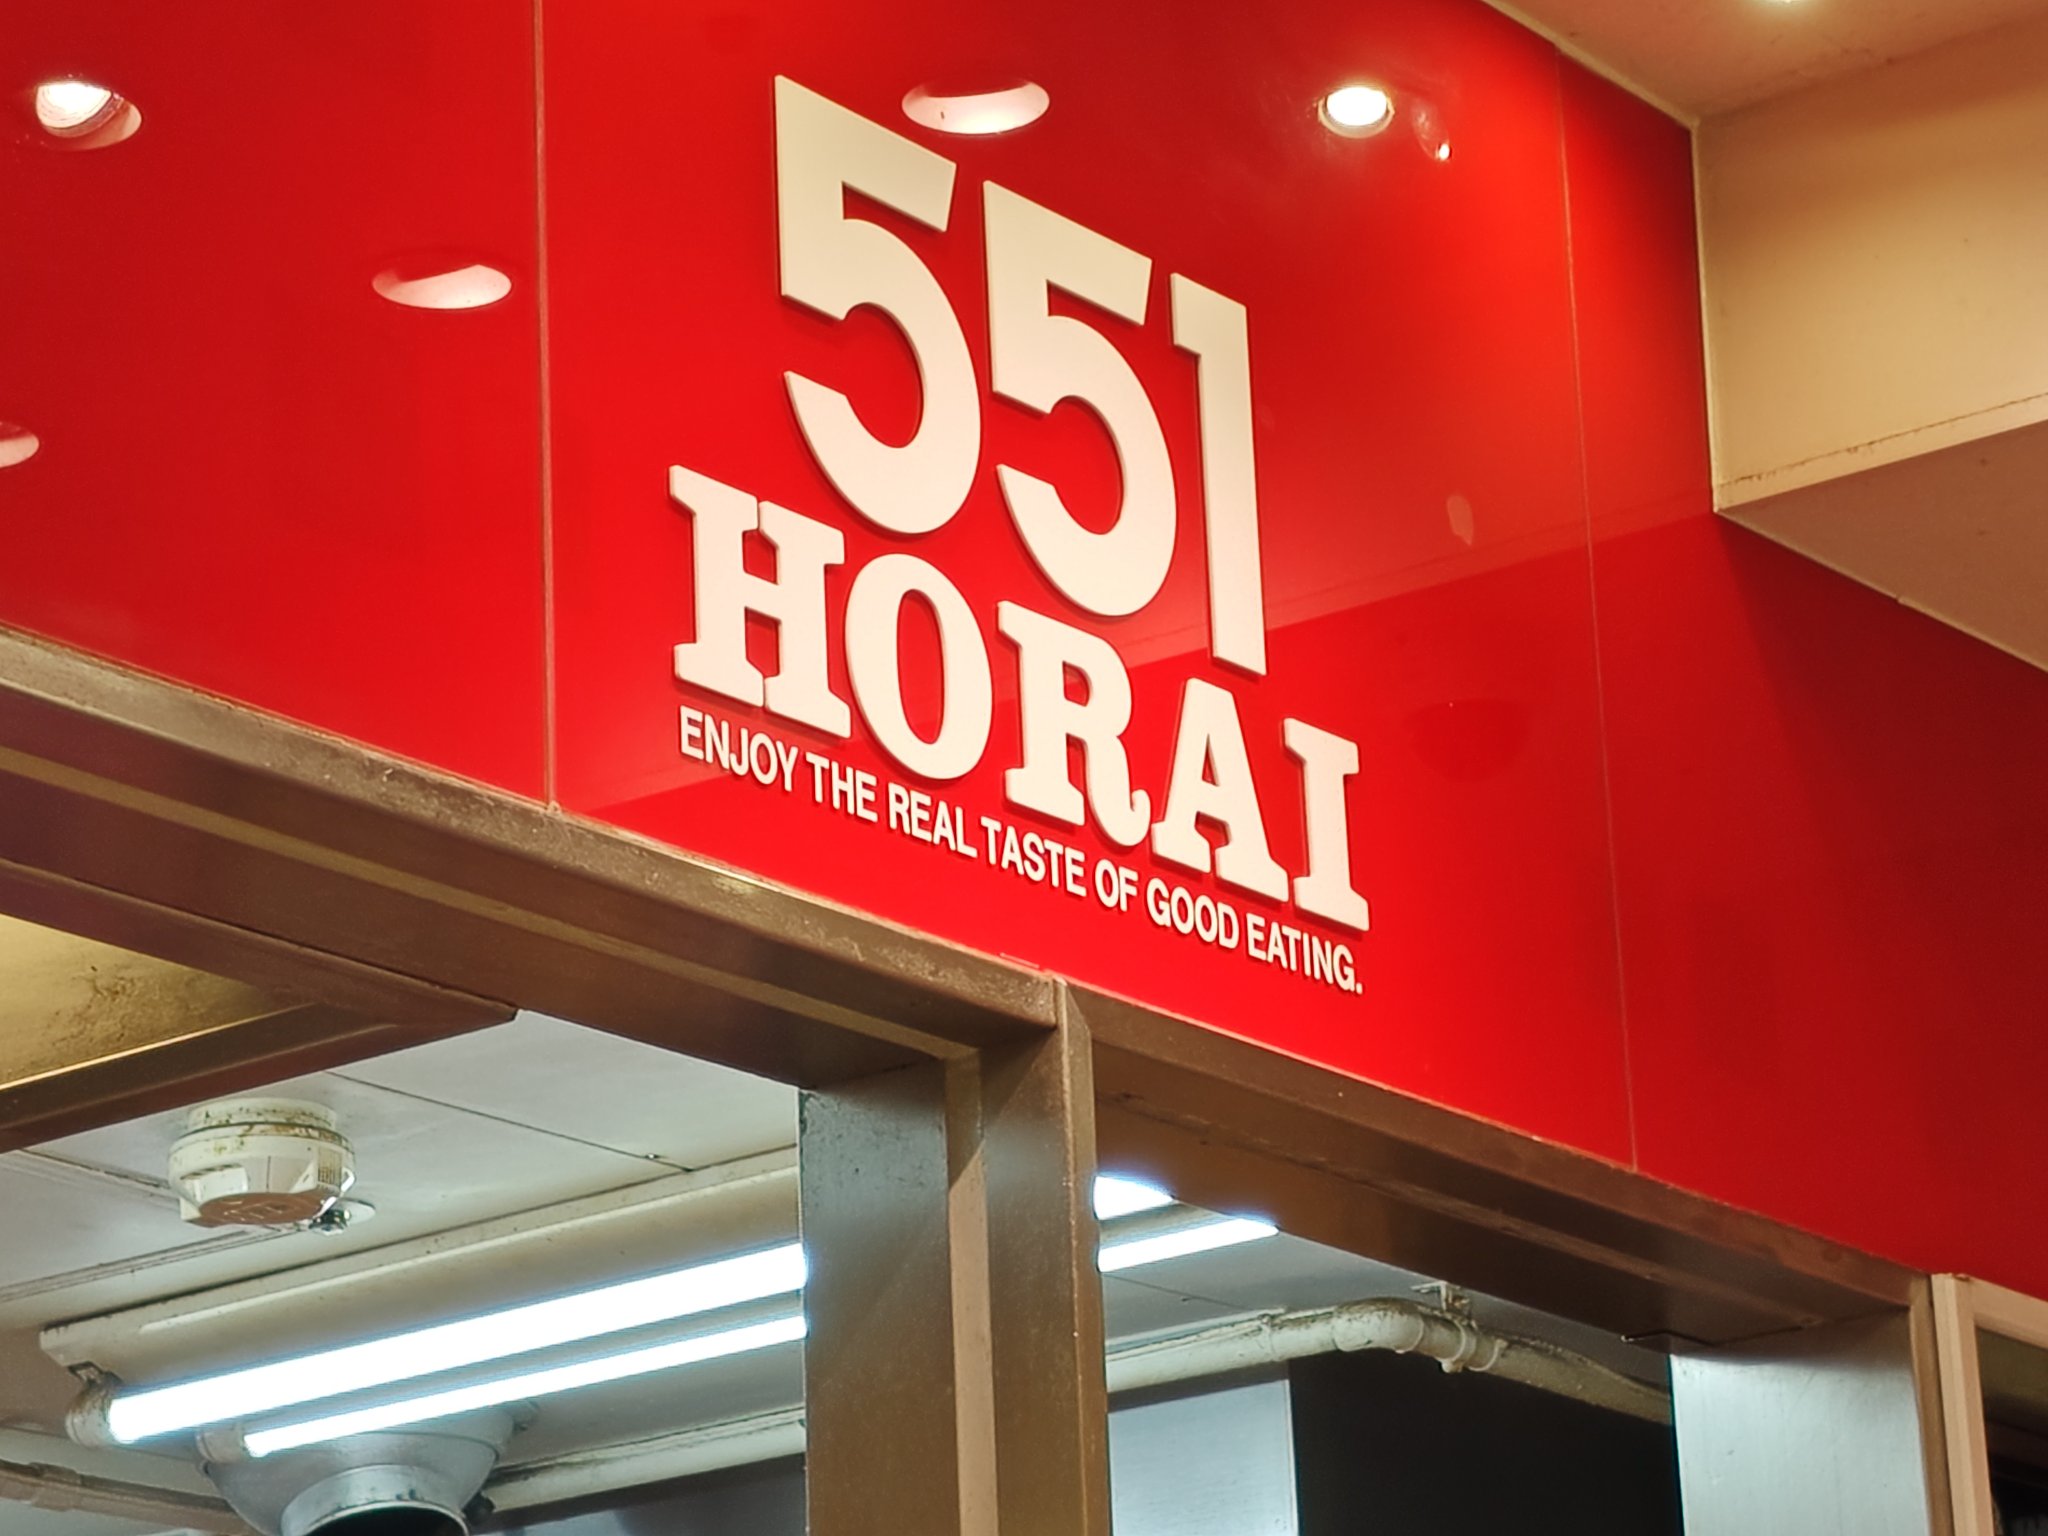 551
HORAI
ENJOY THE REAL TASTE OF GOOD EATING.